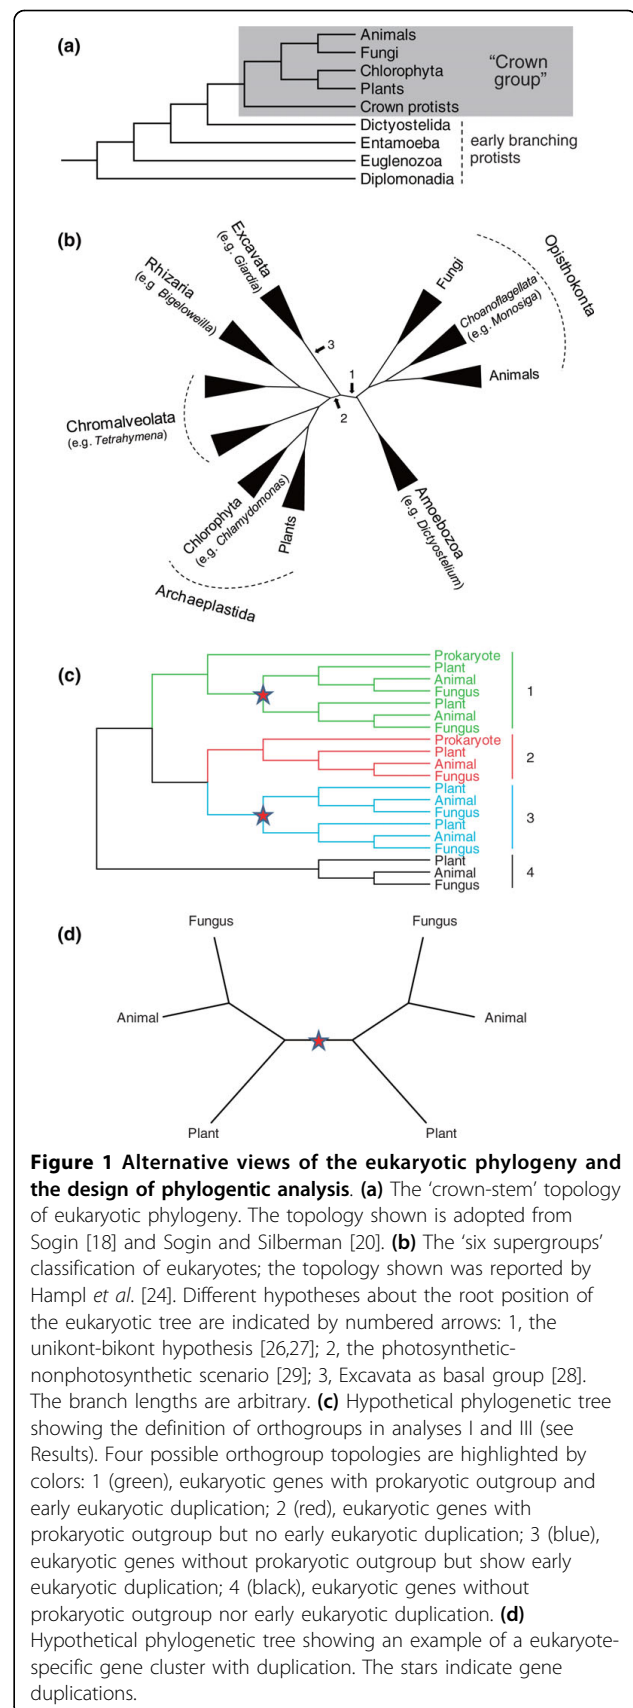 (a)
Animals
Fungi
Chlorophyta
Plants
Crown protists
"Crown
group"
Dictyostelida
Entamoeba
Euglenozoa
Diplomonadia
early branching
protists
(b)
Excavata
(e.g. Giardia)
Rhizaria
(e.g Bigeloweilla)
Chromalveolata
(e.g. Tetrahymena)
Chlorophyta
(e.g. Chlamydomonas)
Plants
Archaeplastida
Fungi
Choanoflagellata
(e.g. Monosiga)
Animals
Opisthokonta
Amoebozoa
(e.g. Dictyostelium)
3
1
2
(c)
Prokaryote
Plant
Animal
Fungus
Plant
Animal
Fungus
1
Prokaryote
Plant
Animal
Fungus
2
Plant
Animal
Fungus
Plant
Animal
Fungus
3
Plant
Animal
Fungus
4
(d)
Fungus
Fungus
Animal
Animal
Plant
Plant
Figure 1 Alternative views of the eukaryotic phylogeny and
the design of phylogentic analysis. (a) The 'crown-stem' topology
of eukaryotic phylogeny. The topology shown is adopted from
Sogin [18] and Sogin and Silberman [20]. (b) The 'six supergroups'
classification of eukaryotes; the topology shown was reported by
Hampl et al. [24]. Different hypotheses about the root position of
the eukaryotic tree are indicated by numbered arrows: 1, the
unikont-bikont hypothesis [26,27]; 2, the photosynthetic-
nonphotosynthetic scenario [29]; 3, Excavata as basal group [28].
The branch lengths are arbitrary. (c) Hypothetical phylogenetic tree
showing the definition of orthogroups in analyses I and III (see
Results). Four possible orthogroup topologies are highlighted by
colors: 1 (green), eukaryotic genes with prokaryotic outgroup and
early eukaryotic duplication; 2 (red), eukaryotic genes with
prokaryotic outgroup but no early eukaryotic duplication; 3 (blue),
eukaryotic genes without prokaryotic outgroup but show early
eukaryotic duplication; 4 (black), eukaryotic genes without
prokaryotic outgroup nor early eukaryotic duplication. (d)
Hypothetical phylogenetic tree showing an example of a eukaryote-
specific gene cluster with duplication. The stars indicate gene
duplications.